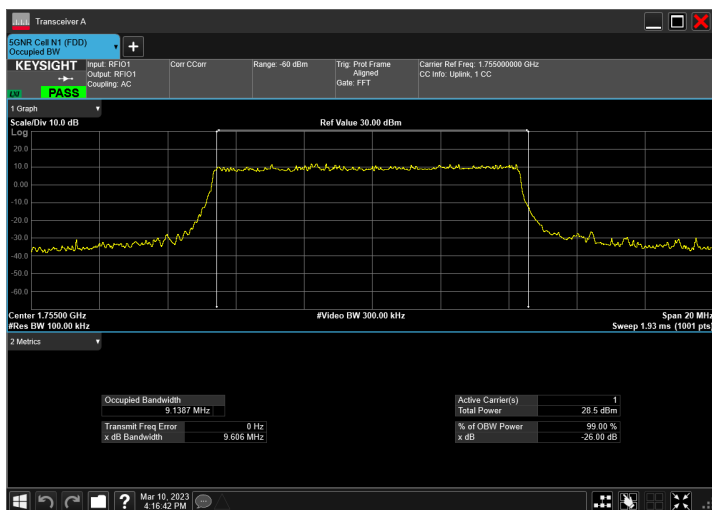 Transceiver A
5GNR Cell N1 (FDD)
Occupied BW
KEYSIGHT
LXI
PASS
Input: RFIO1
Output: RFIO1
Coupling: AC
Corr CCorr
Range: -60 dBm
Trig: Prot Frame
Aligned
Gate: FFT
Carrier Ref Freq: 1.755000000 GHz
CC Info: Uplink, 1 CC
1 Graph
Scale/Div 10.0 dB
Ref Value 30.00 dBm
Log
20.0
10.0
0.00
-10.0
-20.0
-30.0
-40.0
-50.0
-60.0
Center 1.75500 GHz
#Video BW 300.00 kHz
Span 20 MHz
#Res BW 100.00 kHz
Sweep 1.93 ms (1001 pts)
2 Metrics
Occupied Bandwidth
9.1387 MHz
Transmit Freq Error 0 Hz
x dB Bandwidth 9.606 MHz
Active Carrier(s) 1
Total Power 28.5 dBm
% of OBW Power 99.00 %
x dB -26.00 dB
?
Mar 10, 2023
4:16:42 PM